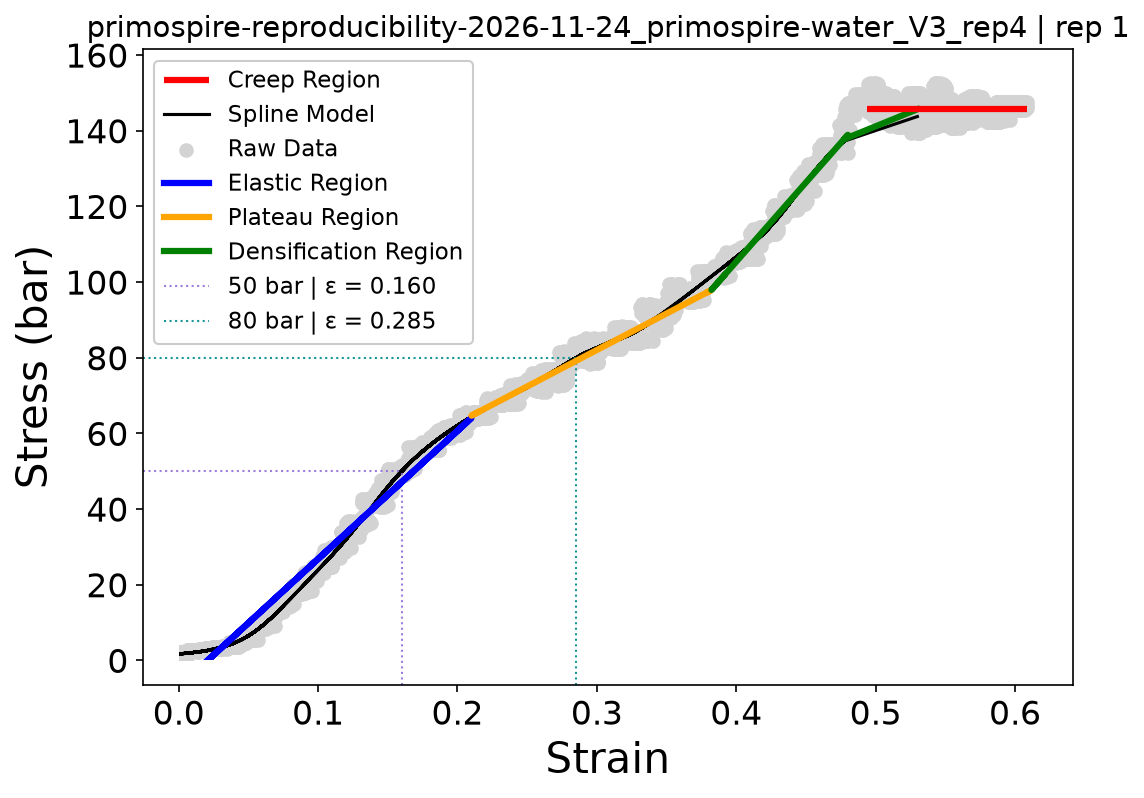 primospire-reproducibility-2026-11-24_primospire-water_V3_rep4 | rep 1
160
140
120
100
80
60
40
20
0
Stress (bar)
Creep Region
Spline Model
Raw Data
Elastic Region
Plateau Region
Densification Region
50 bar | ε = 0.160
80 bar | ε = 0.285
0.0 0.1 0.2 0.3 0.4 0.5 0.6
Strain